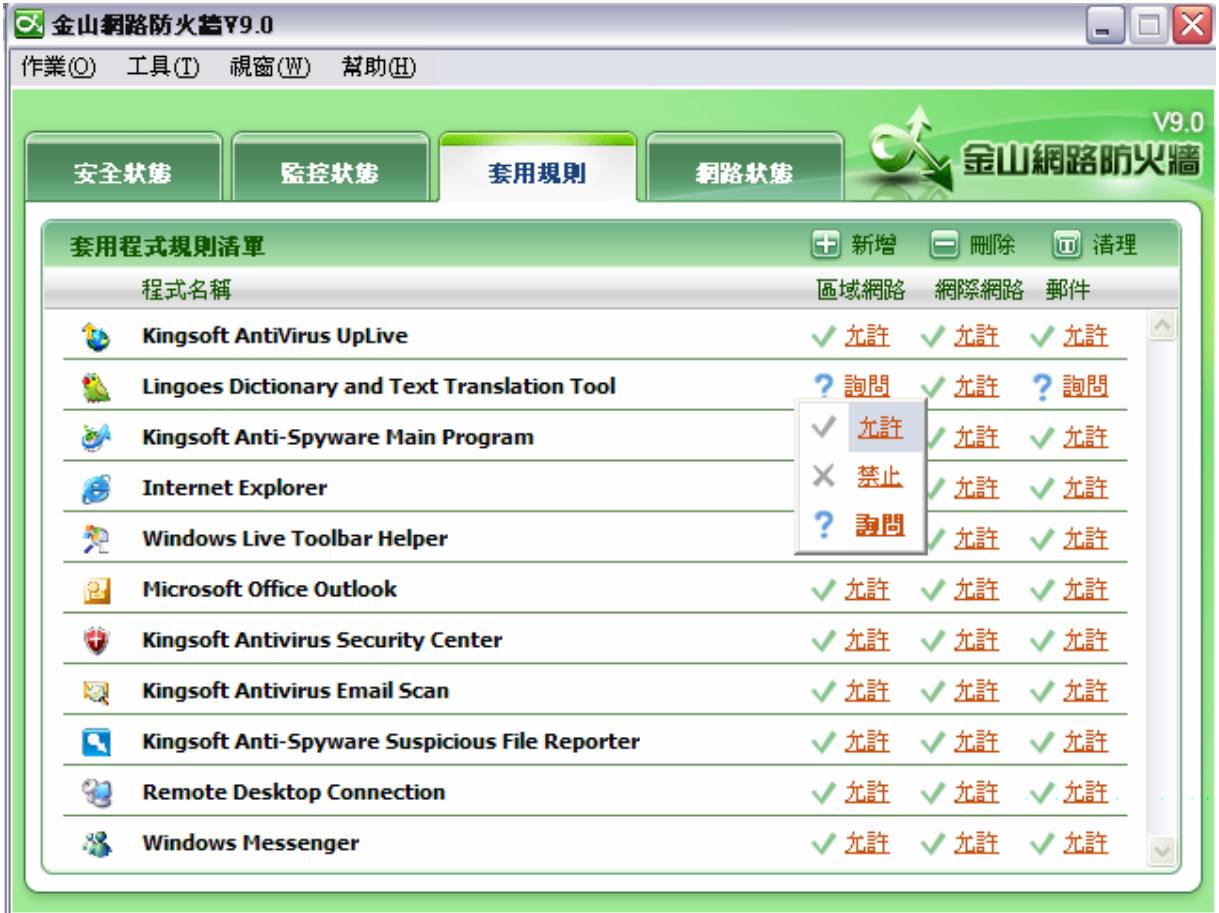 金山網路防火牆V9.0
作業(O) 工具(T) 視窗(W) 幫助(H)
V9.0
金山網路防火牆
安全狀態 監控狀態 套用規則 網路狀態
套用程式規則清單 新增 刪除 清理
程式名稱 區域網路 網際網路 郵件
Kingsoft AntiVirus UpLive 允許 允許 允許
Lingoes Dictionary and Text Translation Tool ? 詢問 允許 ? 詢問
Kingsoft Anti-Spyware Main Program 允許 允許
Internet Explorer 允許 允許
Windows Live Toolbar Helper 允許 允許
允許
禁止
? 詢問
Microsoft Office Outlook 允許 允許 允許
Kingsoft Antivirus Security Center 允許 允許 允許
Kingsoft Antivirus Email Scan 允許 允許 允許
Kingsoft Anti-Spyware Suspicious File Reporter 允許 允許 允許
Remote Desktop Connection 允許 允許 允許
Windows Messenger 允許 允許 允許